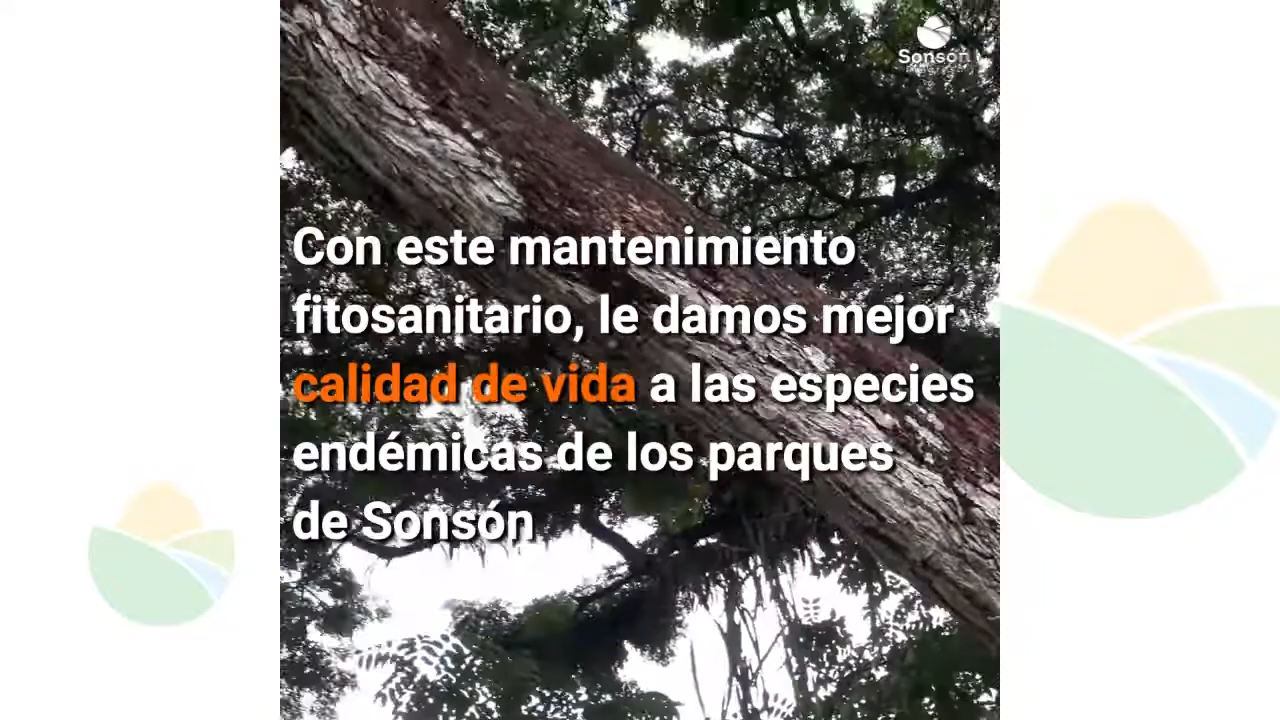 Sonsón
Con este mantenimiento
fitosanitario, le damos mejor
calidad de vida a las especies
endémicas de los parques
de Sonsón